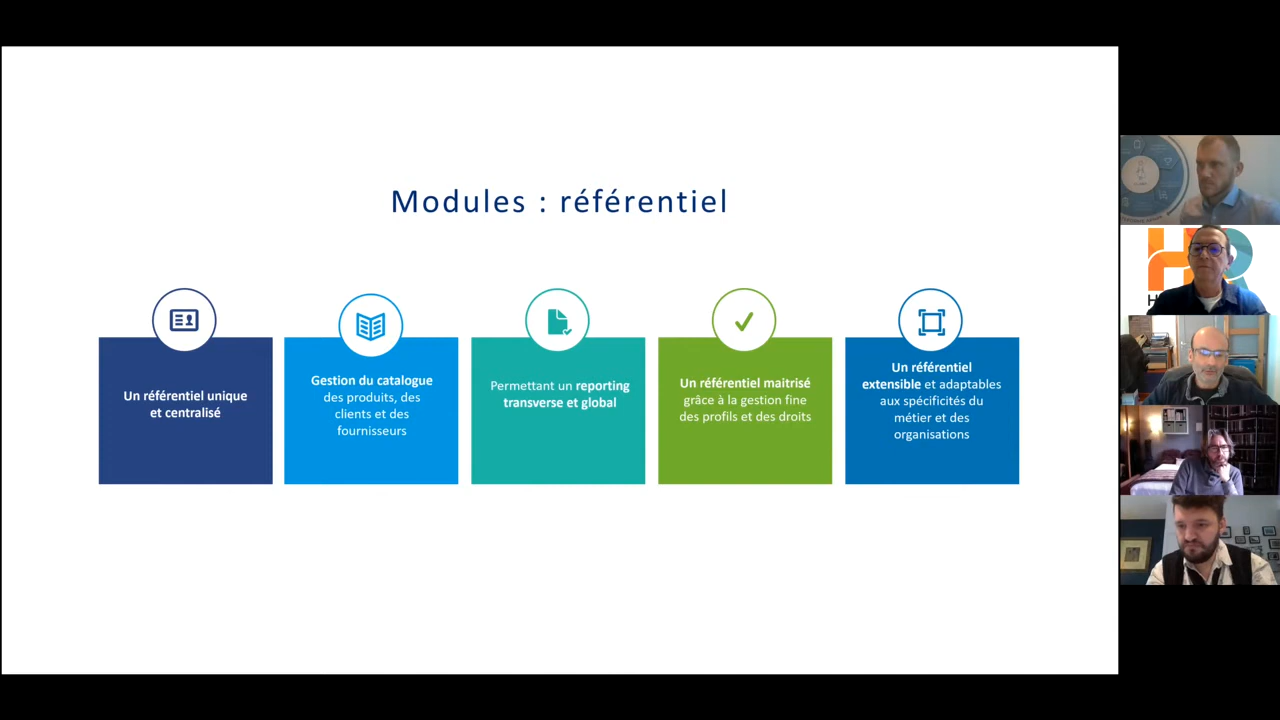 Modules : référentiel
Un référentiel unique
et centralisé
Gestion du catalogue
des produits, des
clients et des
fournisseurs
Permettant un reporting
transverse et global
Un référentiel maitrisé
grâce à la gestion fine
des profils et des droits
Un référentiel
extensible et adaptables
aux spécificités du
métier et des
organisations
HR